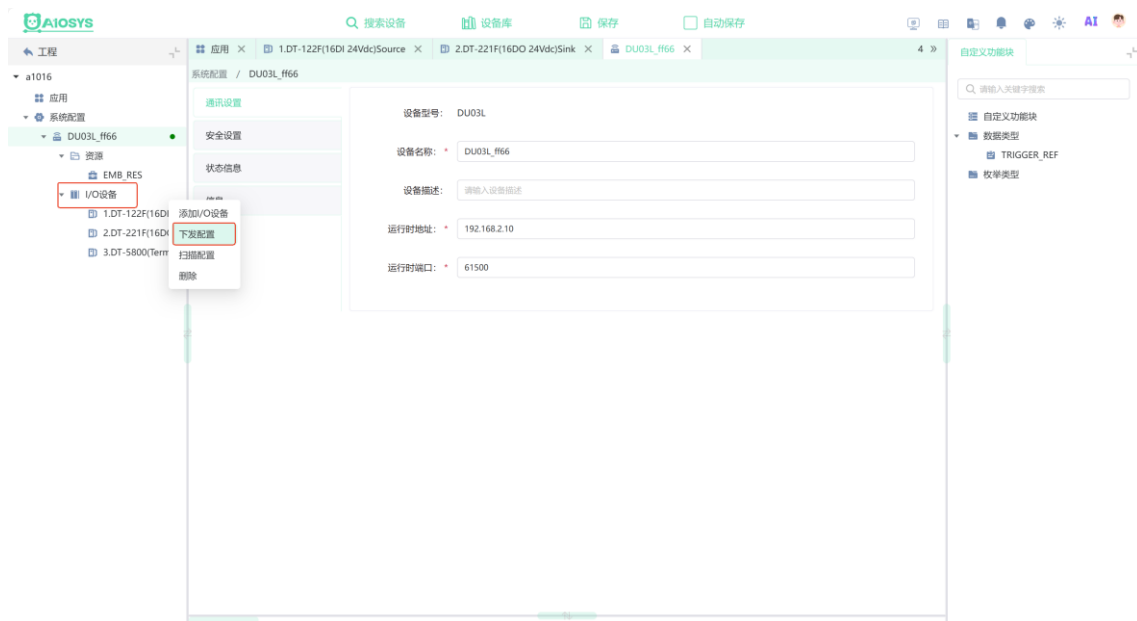 AIOSYS
搜索设备
设备库
保存
自动保存
AI
工程
应用
1.DT-122F(16DI 24Vdc)Source
2.DT-221F(16DO 24Vdc)Sink
DU03L_ff66
4 »
自定义功能块
系统配置 / DU03L_ff66
a1016
应用
系统配置
DU03L_ff66
资源
EMB_RES
I/O设备
1.DT-122F(16DI
2.DT-221F(16DO
3.DT-5800(Term
添加I/O设备
下发配置
扫描配置
删除
通讯设置
安全设置
状态信息
信息
设备型号: DU03L
设备名称: * DU03L_ff66
设备描述: 请输入设备描述
运行时地址: * 192.168.2.10
运行时端口: * 61500
请输入关键字搜索
自定义功能块
数据类型
TRIGGER_REF
枚举类型